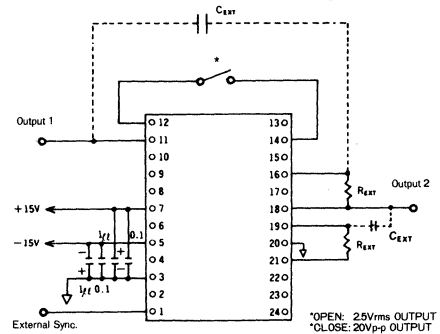 CEXT
*
12 13
Output 1
11 14
10 15
9 16
REXT
Output 2
8 17
+15V
7 18
6 19
1μ 0.1
-15V
5 20
REXT
CEXT
- +
4 21
+ -
3 22
1μ 0.1
2 23
External Sync.
1 24
*OPEN: 2.5Vrms OUTPUT
*CLOSE: 20Vp-p OUTPUT